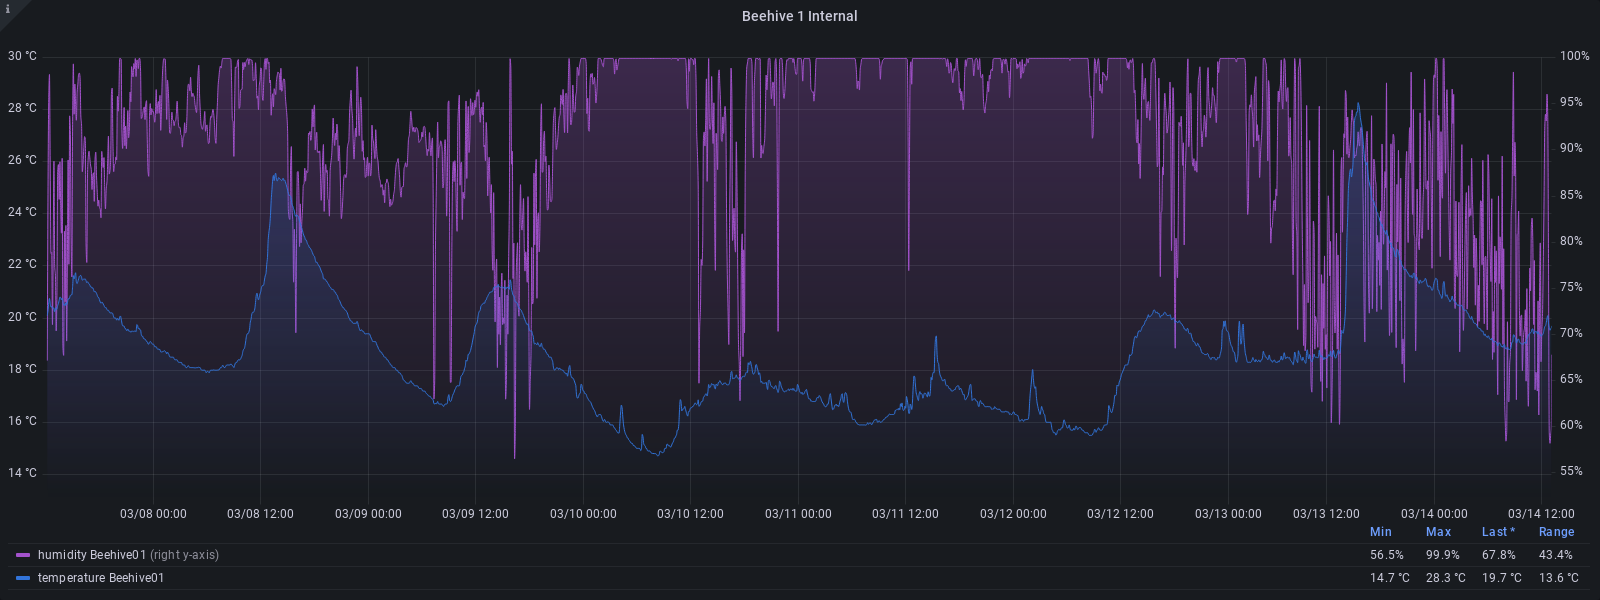 i
Beehive 1 Internal
30 °C 100%
28 °C 95%
26 °C 90%
24 °C 85%
22 °C 80%
20 °C 75%
18 °C 70%
16 °C 65%
14 °C 60%
55%
03/08 00:00 03/08 12:00 03/09 00:00 03/09 12:00 03/10 00:00 03/10 12:00 03/11 00:00 03/11 12:00 03/12 00:00 03/12 12:00 03/13 00:00 03/13 12:00 03/14 00:00 03/14 12:00
Min Max Last * Range
humidity Beehive01 (right y-axis) 56.5% 99.9% 67.8% 43.4%
temperature Beehive01 14.7 °C 28.3 °C 19.7 °C 13.6 °C